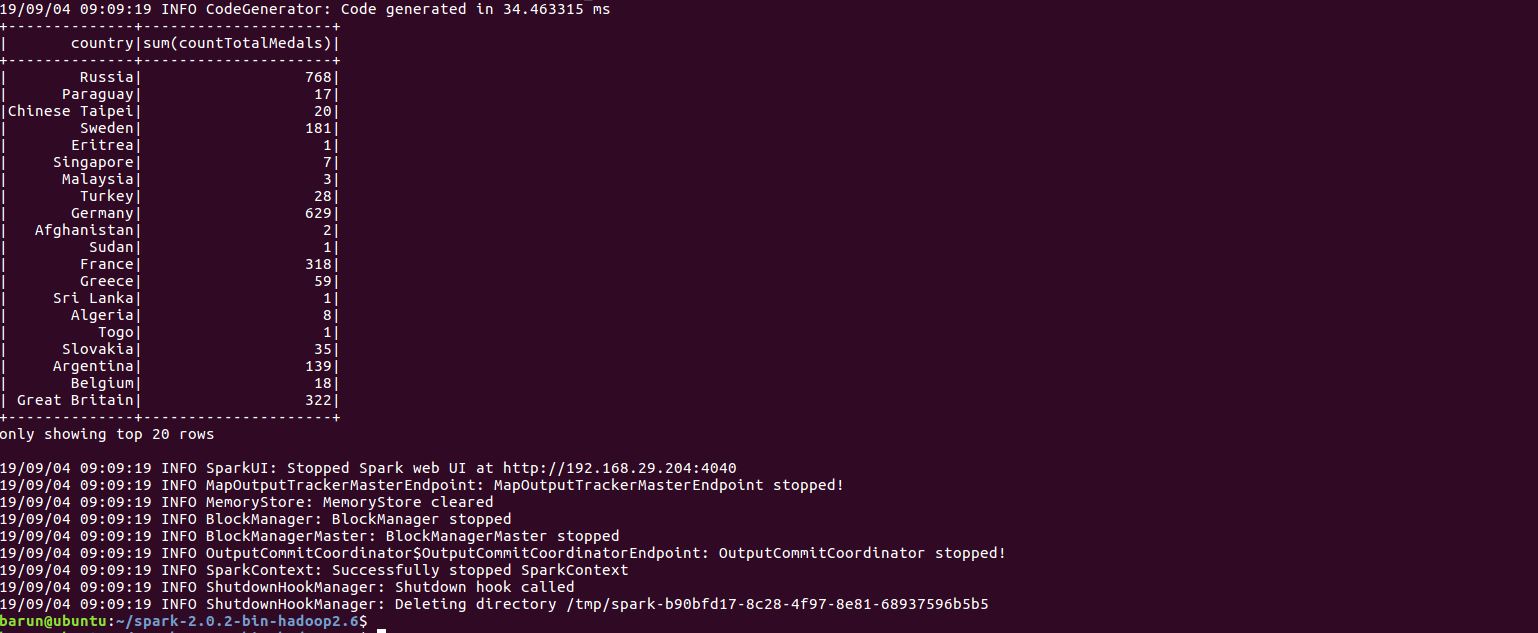 19/09/04 09:09:19 INFO CodeGenerator: Code generated in 34.463315 ms
+--------------+--------------------+
|       country|sum(countTotalMedals)|
+--------------+--------------------+
|        Russia|                 768|
|      Paraguay|                  17|
|Chinese Taipei|                  20|
|        Sweden|                 181|
|       Eritrea|                   1|
|     Singapore|                   7|
|      Malaysia|                   3|
|        Turkey|                  28|
|       Germany|                 629|
|   Afghanistan|                   2|
|         Sudan|                   1|
|        France|                 318|
|        Greece|                  59|
|     Sri Lanka|                   1|
|       Algeria|                   8|
|          Togo|                   1|
|      Slovakia|                  35|
|     Argentina|                 139|
|       Belgium|                  18|
| Great Britain|                 322|
+--------------+--------------------+
only showing top 20 rows
19/09/04 09:09:19 INFO SparkUI: Stopped Spark web UI at http://192.168.29.204:4040
19/09/04 09:09:19 INFO MapOutputTrackerMasterEndpoint: MapOutputTrackerMasterEndpoint stopped!
19/09/04 09:09:19 INFO MemoryStore: MemoryStore cleared
19/09/04 09:09:19 INFO BlockManager: BlockManager stopped
19/09/04 09:09:19 INFO BlockManagerMaster: BlockManagerMaster stopped
19/09/04 09:09:19 INFO OutputCommitCoordinator$OutputCommitCoordinatorEndpoint: OutputCommitCoordinator stopped!
19/09/04 09:09:19 INFO SparkContext: Successfully stopped SparkContext
19/09/04 09:09:19 INFO ShutdownHookManager: Shutdown hook called
19/09/04 09:09:19 INFO ShutdownHookManager: Deleting directory /tmp/spark-b90bfd17-8c28-4f97-8e81-68937596b5b5
barun@ubuntu:~/spark-2.0.2-bin-hadoop2.6$